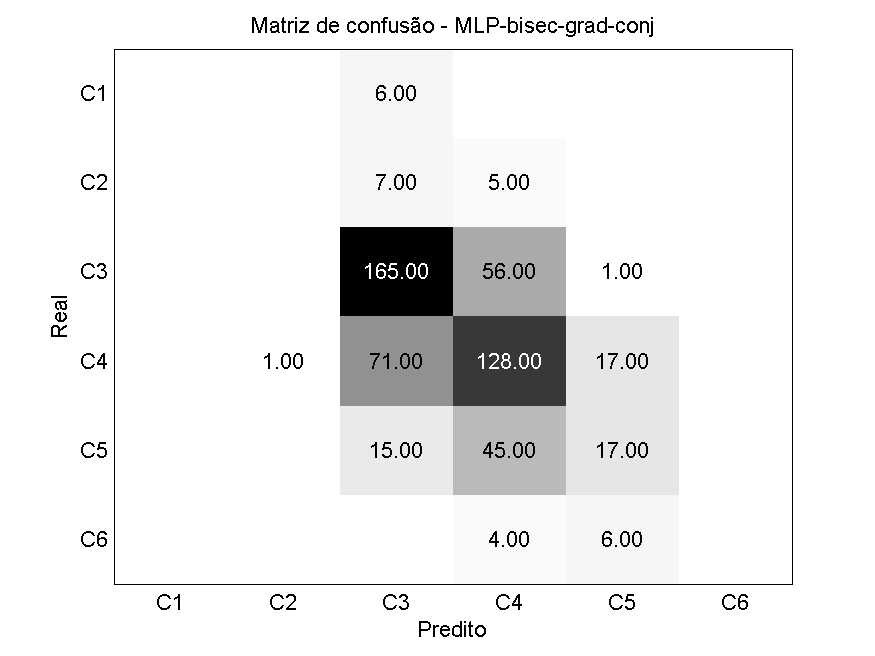 Matriz de confusão - MLP-bisec-grad-conj
C1 6.00
C2 7.00 5.00
C3 165.00 56.00 1.00
Real
C4 1.00 71.00 128.00 17.00
C5 15.00 45.00 17.00
C6 4.00 6.00
C1 C2 C3 C4 C5 C6
Predito